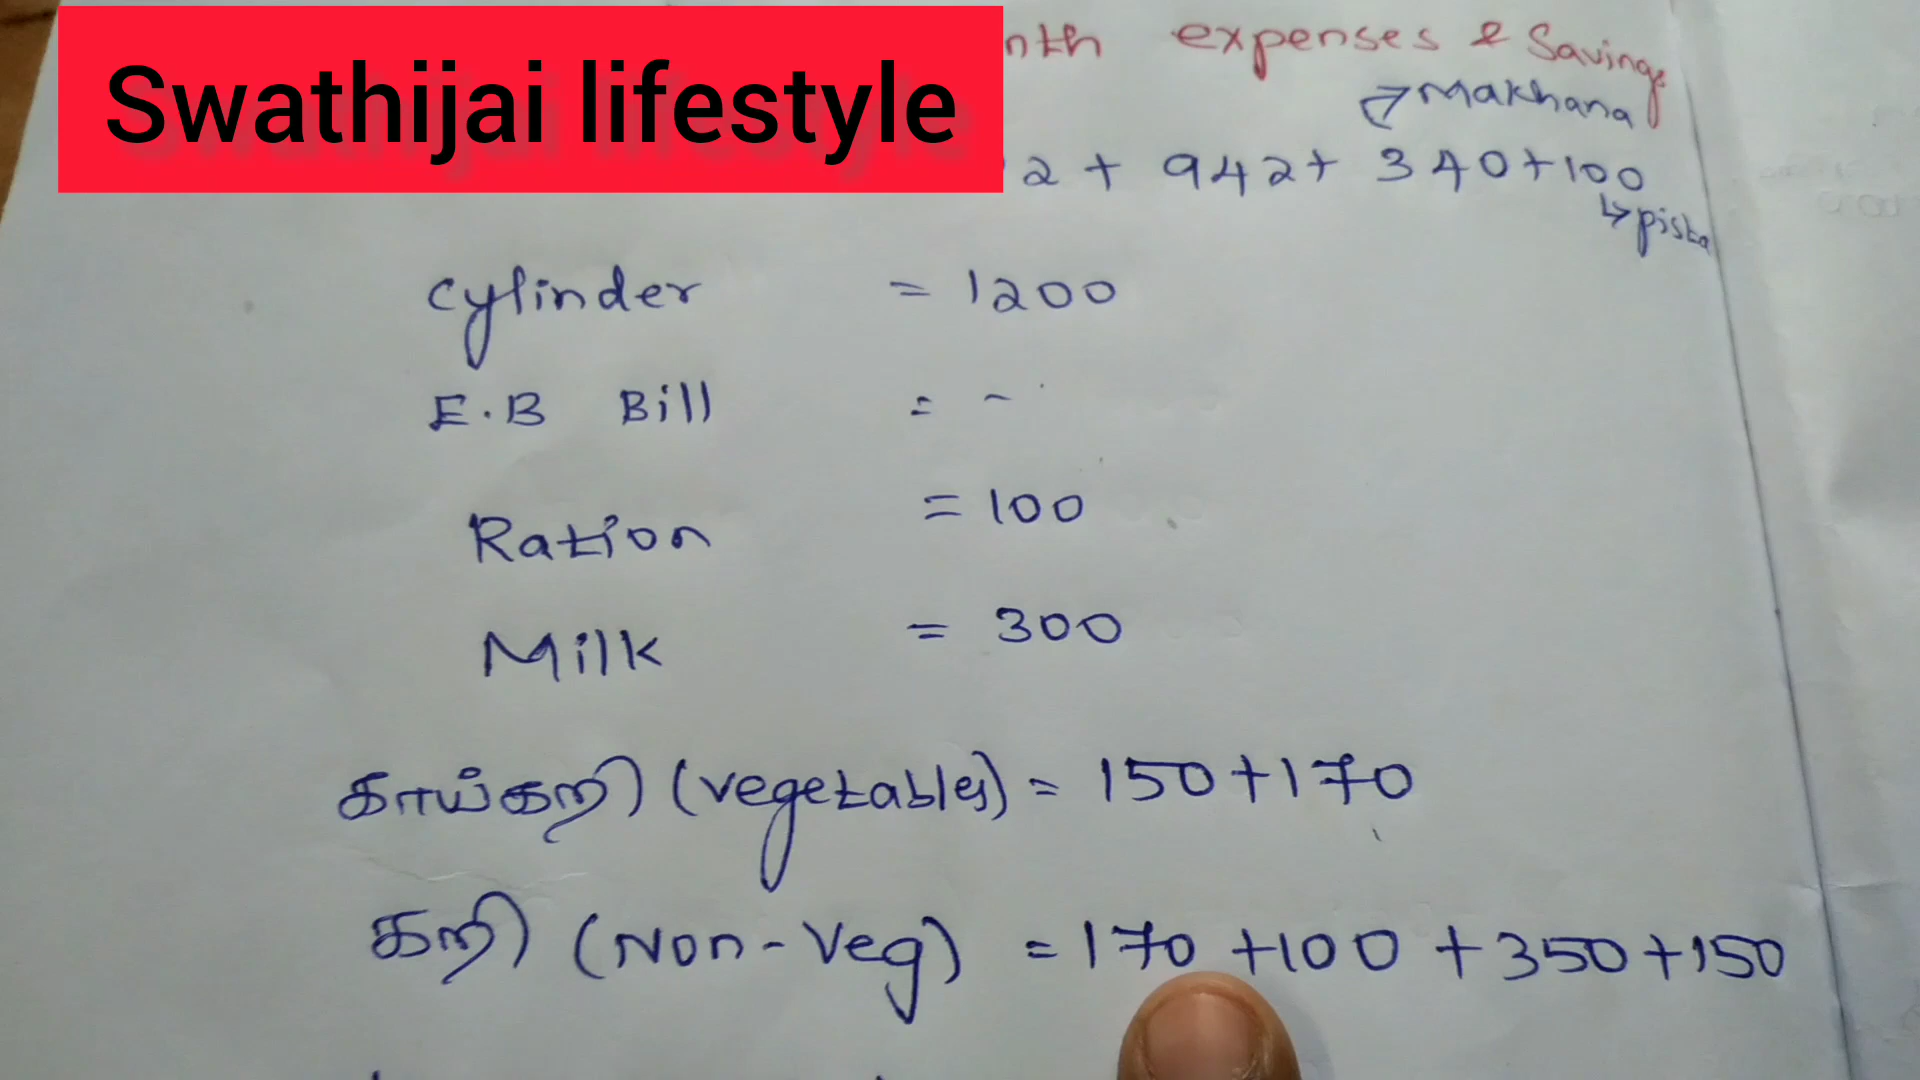 Swathijai lifestyle
expenses & Savings
Makhana
2 + 942 + 340 + 100
pista
Cylinder = 1200
E.B Bill = -
Ration = 100
Milk = 300
காய்கறி (vegetables) = 150 + 170
கறி (Non-Veg) = 170 + 100 + 350 + 150